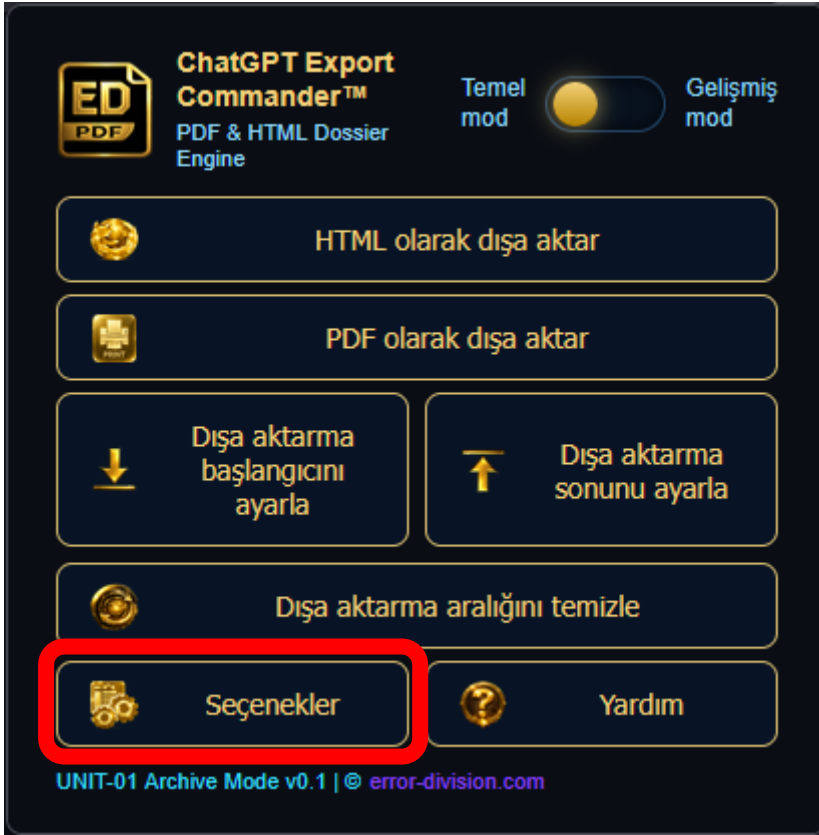 ED
PDF
ChatGPT Export
Commander™
PDF & HTML Dossier
Engine
Temel
mod
Gelişmiş
mod
HTML olarak dışa aktar
PRINT
PDF olarak dışa aktar
Dışa aktarma
başlangıcını
ayarla
Dışa aktarma
sonunu ayarla
Dışa aktarma aralığını temizle
Seçenekler
?
Yardım
UNIT-01 Archive Mode v0.1 | © error-division.com